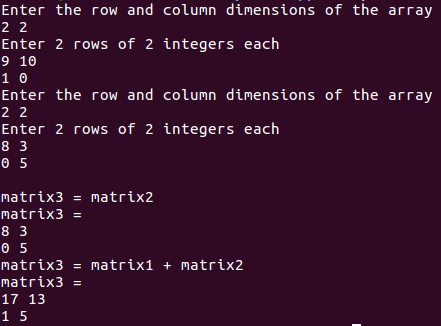 Enter the row and column dimensions of the array
2 2
Enter 2 rows of 2 integers each
9 10
1 0
Enter the row and column dimensions of the array
2 2
Enter 2 rows of 2 integers each
8 3
0 5
matrix3 = matrix2
matrix3 =
8 3
0 5
matrix3 = matrix1 + matrix2
matrix3 =
17 13
1 5